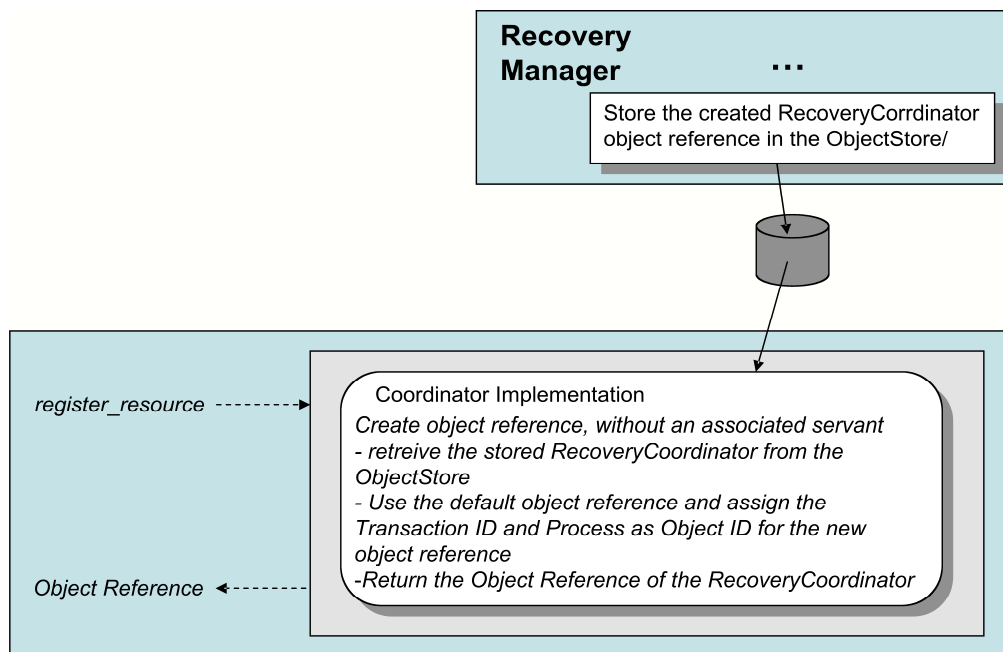 Recovery
Manager
...
Store the created RecoveryCorrdinator
object reference in the ObjectStore/
register_resource
Coordinator Implementation
Create object reference, without an associated servant
- retreive the stored RecoveryCoordinator from the
ObjectStore
- Use the default object reference and assign the
Transaction ID and Process as Object ID for the new
object reference
-Return the Object Reference of the RecoveryCoordinator
Object Reference